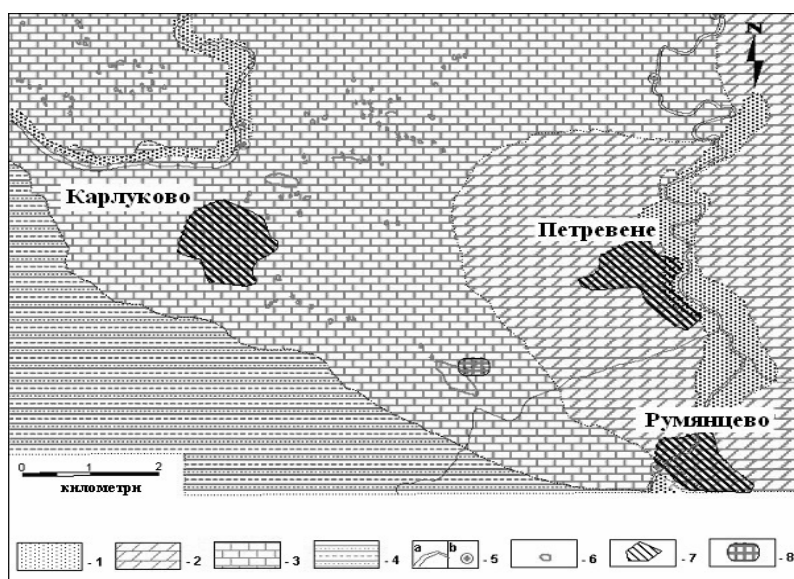 N
Карлуково
Петревене
Румянцево
0 1 2
километри
- 1 - 2 - 3 - 4 a b - 5 - 6 - 7 - 8